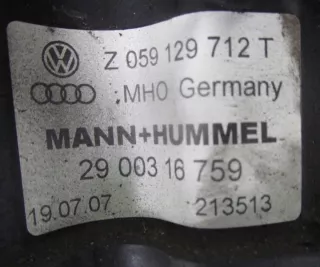 Z 059 129 712 T
MH0 Germany
MANN+HUMMEL
29 003 16 759
19.07.07 213513